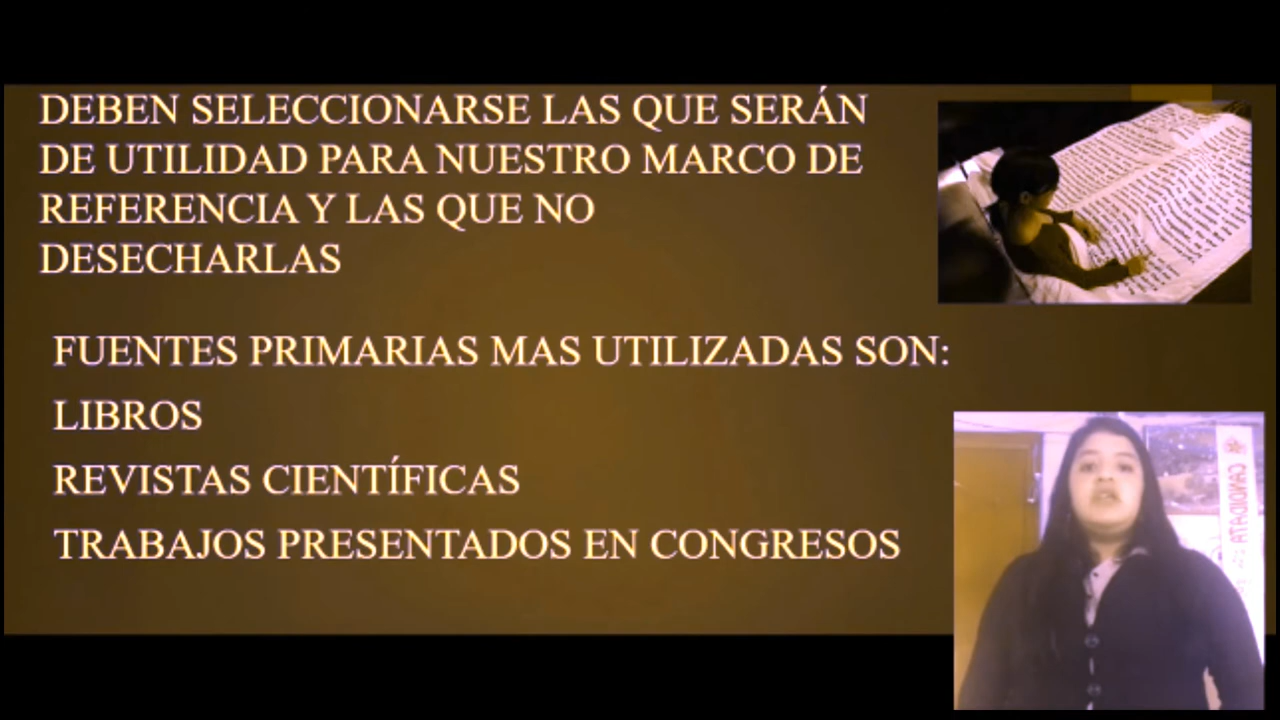 DEBEN SELECCIONARSE LAS QUE SERÁN
DE UTILIDAD PARA NUESTRO MARCO DE
REFERENCIA Y LAS QUE NO
DESECHARLAS
FUENTES PRIMARIAS MAS UTILIZADAS SON:
LIBROS
REVISTAS CIENTÍFICAS
TRABAJOS PRESENTADOS EN CONGRESOS
CANDIDATA